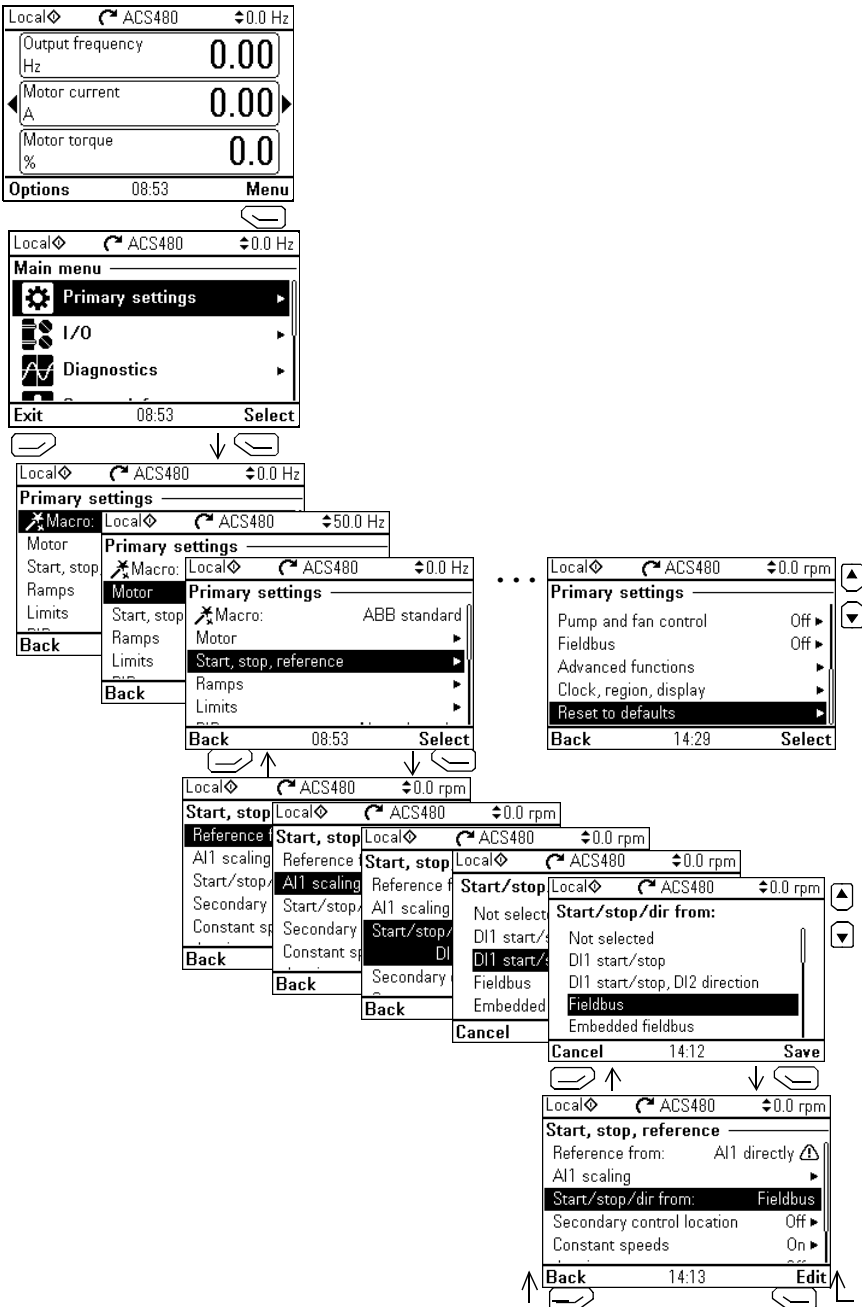 Local ACS480 0.0 Hz
Output frequency
Hz 0.00
Motor current
A 0.00
Motor torque
% 0.0
Options 08:53 Menu
Local ACS480 0.0 Hz
Main menu
Primary settings
I/O
Diagnostics
Exit 08:53 Select
Local ACS480 0.0 Hz
Primary settings
Macro:
Motor
Start, stop,
Ramps
Limits
Back
Local ACS480 50.0 Hz
Primary settings
Macro:
Motor
Start, stop
Ramps
Limits
Back
Local ACS480 0.0 Hz
Primary settings
Macro: ABB standard
Motor
Start, stop, reference
Ramps
Limits
Back 08:53 Select
...
Local ACS480 0.0 rpm
Primary settings
Pump and fan control Off
Fieldbus Off
Advanced functions
Clock, region, display
Reset to defaults
Back 14:29 Select
Local ACS480 0.0 rpm
Start, stop
Reference f
AI1 scaling
Start/stop/
Secondary
Constant sp
Back
Local ACS480 0.0 rpm
Start, stop
Reference f
AI1 scaling
Start/stop/
Secondary
Constant sp
Back
Local ACS480 0.0 rpm
Start, stop
Reference f
AI1 scaling
Start/stop/
DI
Secondary
Back
Local ACS480 0.0 rpm
Start/stop
Not selecte
DI1 start/s
DI1 start/s
Fieldbus
Embedded
Cancel
Local ACS480 0.0 rpm
Start/stop/dir from:
Not selected
DI1 start/stop
DI1 start/stop, DI2 direction
Fieldbus
Embedded fieldbus
Cancel 14:12 Save
Local ACS480 0.0 rpm
Start, stop, reference
Reference from: AI1 directly
AI1 scaling
Start/stop/dir from: Fieldbus
Secondary control location Off
Constant speeds On
Back 14:13 Edit